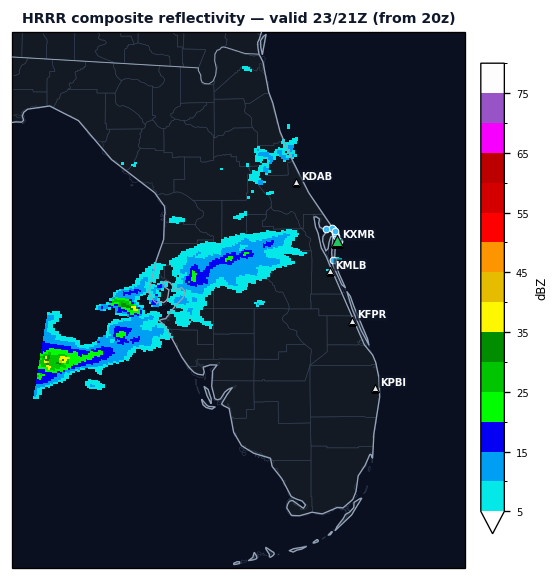 HRRR composite reflectivity — valid 23/21Z (from 20z)
75
65
55
45
35
25
15
5
dBZ
KDAB
KXMR
KMLB
KFPR
KPBI